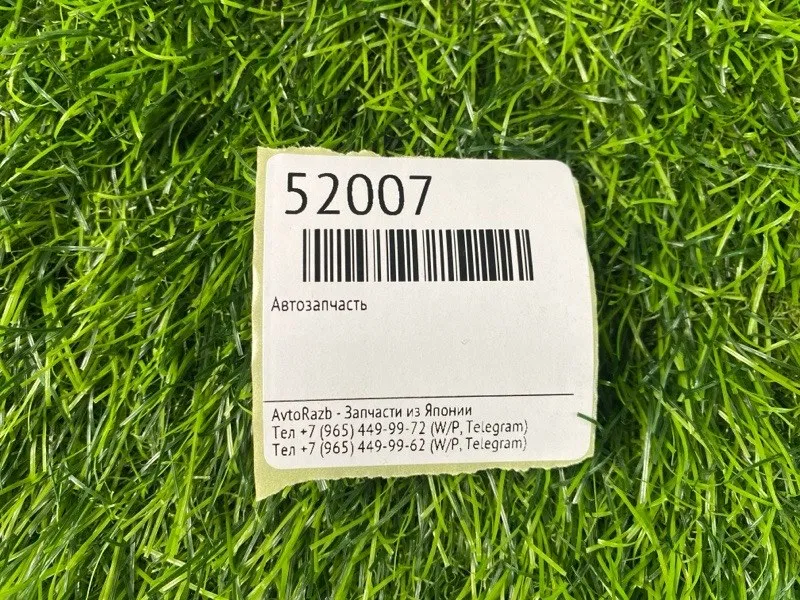 52007
Автозапчасть
AvtoRazb - Запчасти из Японии
Тел +7 (965) 449-99-72 (W/P, Telegram)
Тел +7 (965) 449-99-62 (W/P, Telegram)